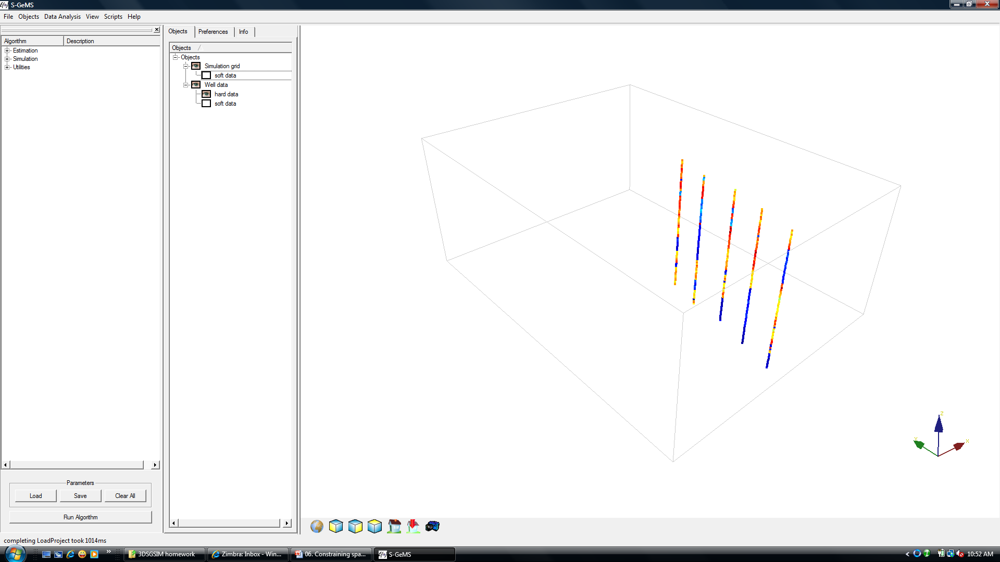 S-GeMS
File Objects Data Analysis View Scripts Help
Algorithm Description
Estimation
Simulation
Utilities
Parameters
Load Save Clear All
Run Algorithm
Objects Preferences Info
Objects
Objects
Simulation grid
soft data
Well data
hard data
soft data
Z
Y
X
completing LoadProject took 1014ms
3DSGSIM homework
Zimbra: Inbox - Win...
06. Constraining spa...
S-GeMS
10:52 AM